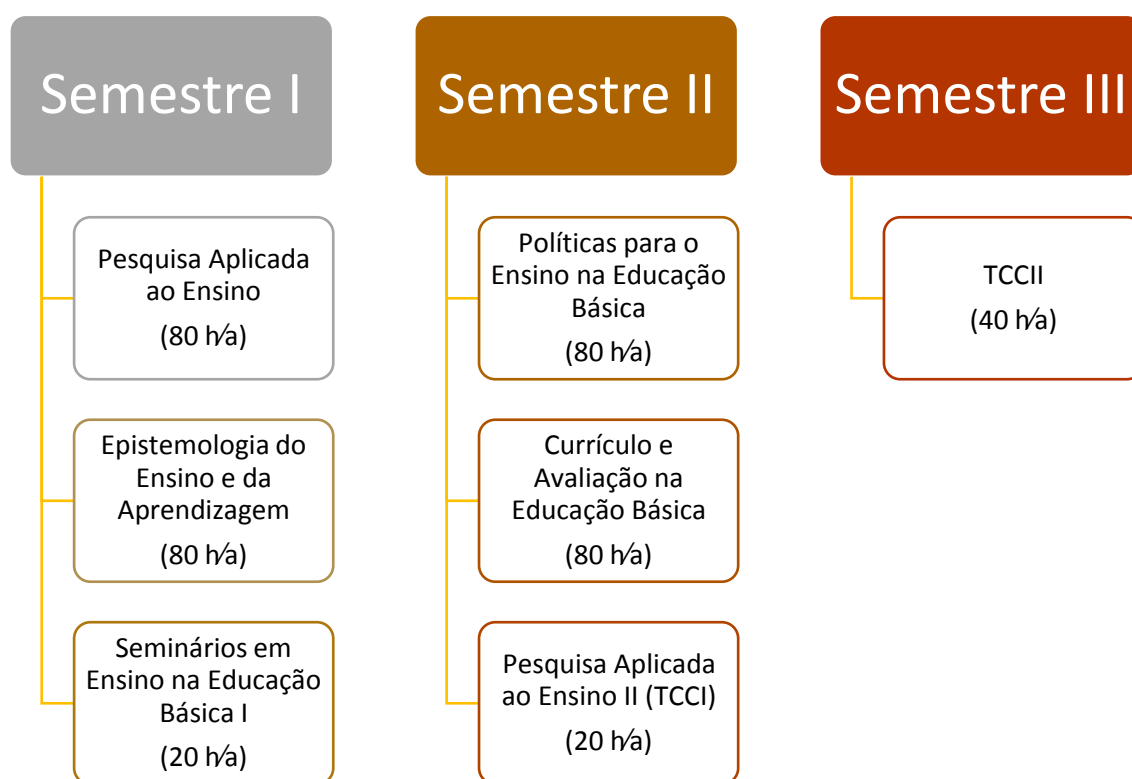 Semestre I
Pesquisa Aplicada
ao Ensino
(80 h/a)
Epistemologia do
Ensino e da
Aprendizagem
(80 h/a)
Seminários em
Ensino na Educação
Básica I
(20 h/a)
Semestre II
Políticas para o
Ensino na Educação
Básica
(80 h/a)
Currículo e
Avaliação na
Educação Básica
(80 h/a)
Pesquisa Aplicada
ao Ensino II (TCCI)
(20 h/a)
Semestre III
TCCII
(40 h/a)